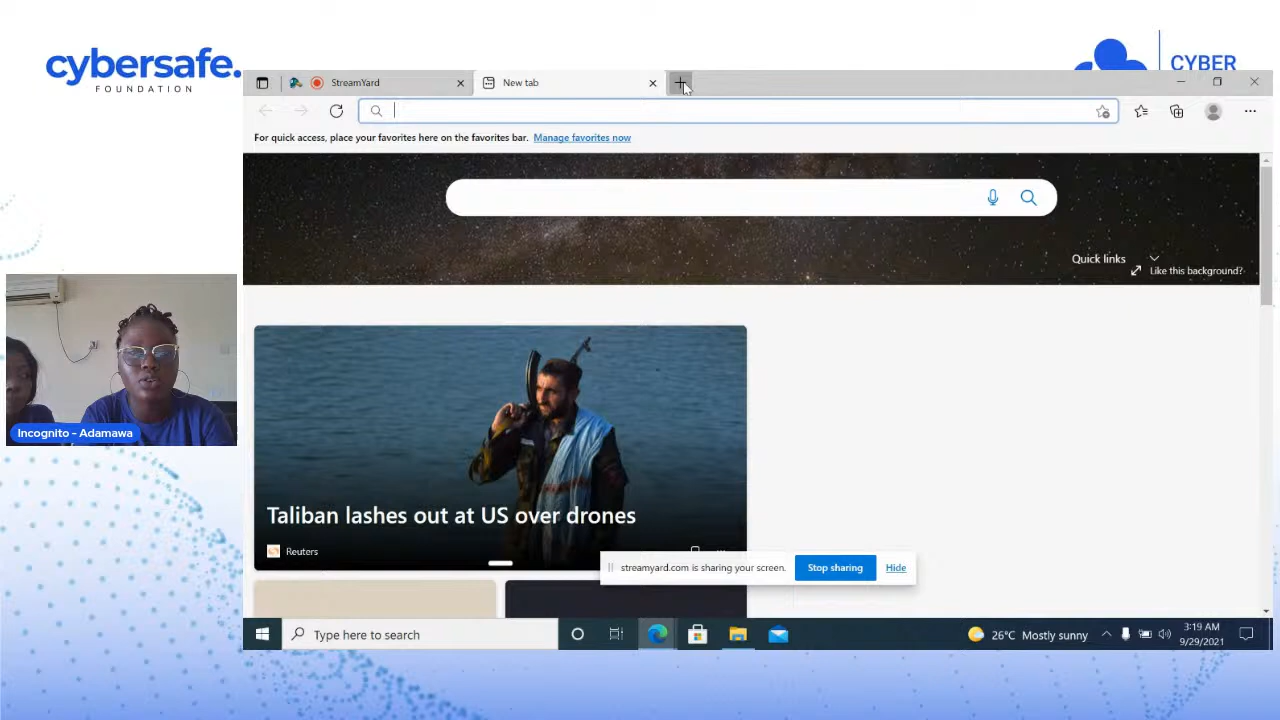 cybersafe.
FOUNDATION
CYBER
StreamYard
New tab
For quick access, place your favorites here on the favorites bar. Manage favorites now
Quick links
Like this background?
Incognito - Adamawa
Taliban lashes out at US over drones
Reuters
streamyard.com is sharing your screen.
Stop sharing
Hide
Type here to search
26°C Mostly sunny
3:19 AM
9/29/2021